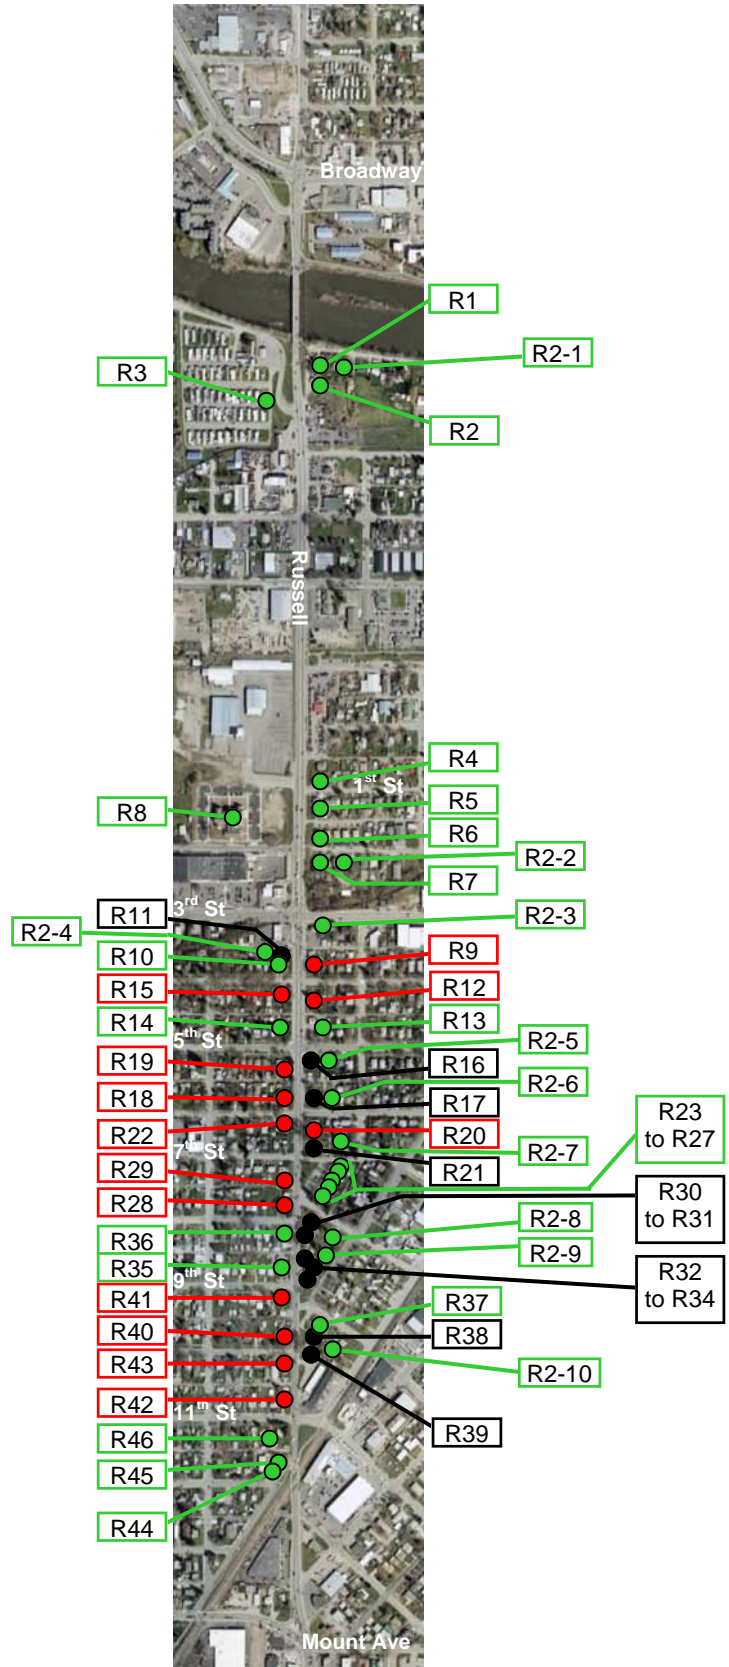 Broadway
R1
R2-1
R3
R2
Russell
R4
1st St
R5
R8
R6
R2-2
R7
3rd St
R11
R2-3
R2-4
R9
R10
R15
R12
R14
R13
5th St
R2-5
R19
R16
R2-6
R18
R17
R23
to R27
R22
R20
7th St
R2-7
R21
R29
R30
to R31
R28
R36
R2-8
R2-9
R35
9th St
R32
to R34
R41
R37
R40
R38
R43
R2-10
R42
11th St
R39
R46
R45
R44
Mount Ave